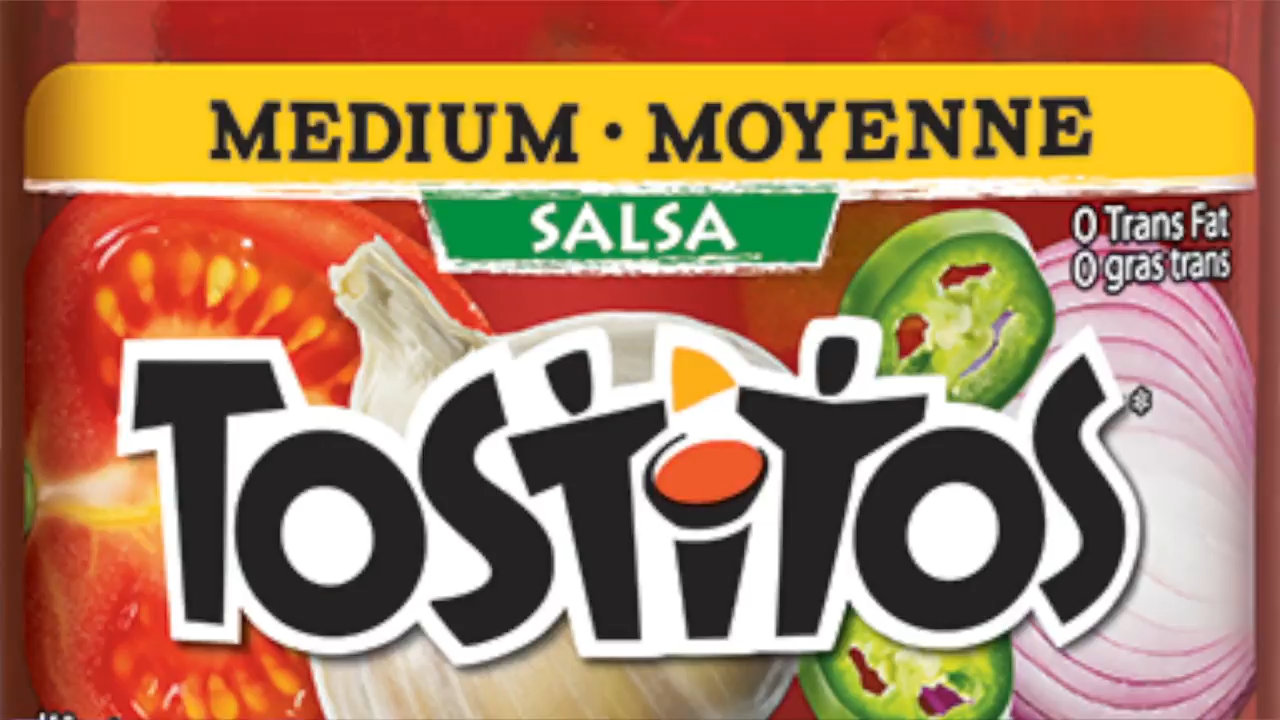 MEDIUM • MOYENNE
SALSA
0 Trans Fat
0 gras trans
TOSTITOS*